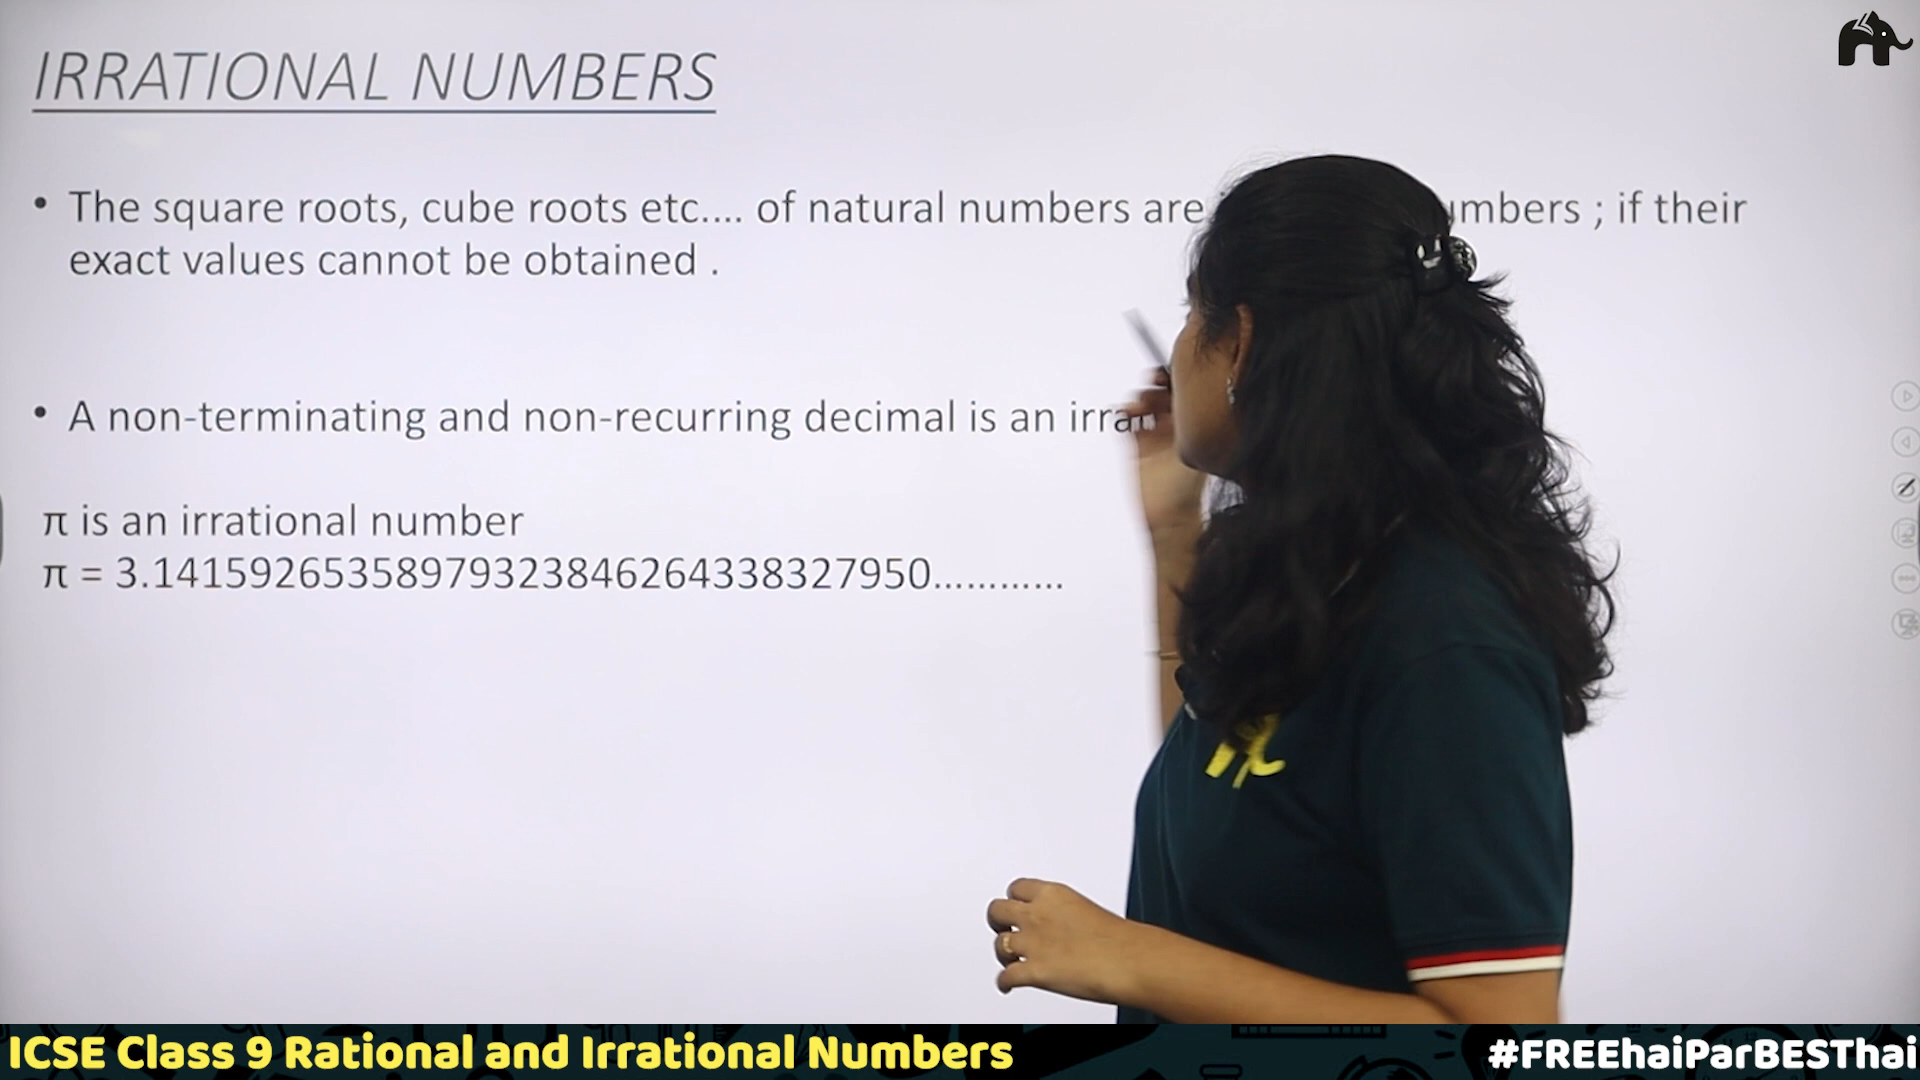 IRRATIONAL NUMBERS
• The square roots, cube roots etc.... of natural numbers are mbers ; if their
exact values cannot be obtained .
• A non-terminating and non-recurring decimal is an irra
π is an irrational number
π = 3.14159265358979323846264338327950............
ICSE Class 9 Rational and Irrational Numbers
#FREEhaiParBESThai